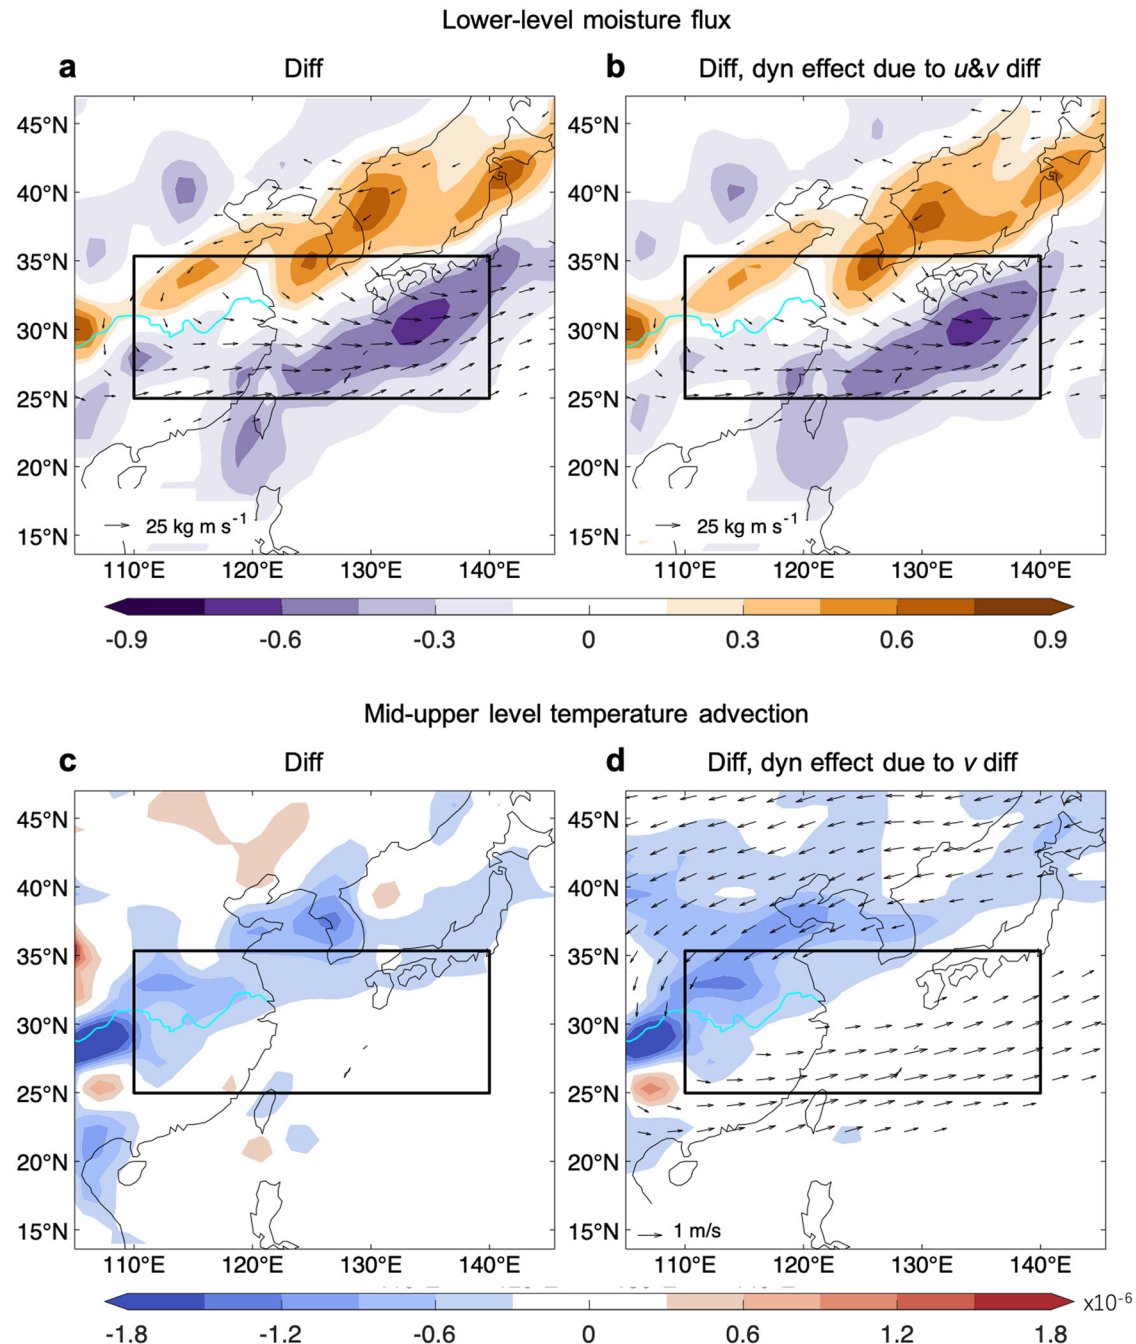 Lower-level moisture flux
a Diff
b Diff, dyn effect due to u&v diff
45°N 45°N
40°N 40°N
35°N 35°N
30°N 30°N
25°N 25°N
20°N 20°N
15°N 15°N
25 kg m s⁻¹ 25 kg m s⁻¹
110°E 120°E 130°E 140°E 110°E 120°E 130°E 140°E
-0.9 -0.6 -0.3 0 0.3 0.6 0.9
Mid-upper level temperature advection
c Diff
d Diff, dyn effect due to v diff
45°N 45°N
40°N 40°N
35°N 35°N
30°N 30°N
25°N 25°N
20°N 20°N
15°N 15°N
1 m/s
110°E 120°E 130°E 140°E 110°E 120°E 130°E 140°E
x10⁻⁶
-1.8 -1.2 -0.6 0 0.6 1.2 1.8